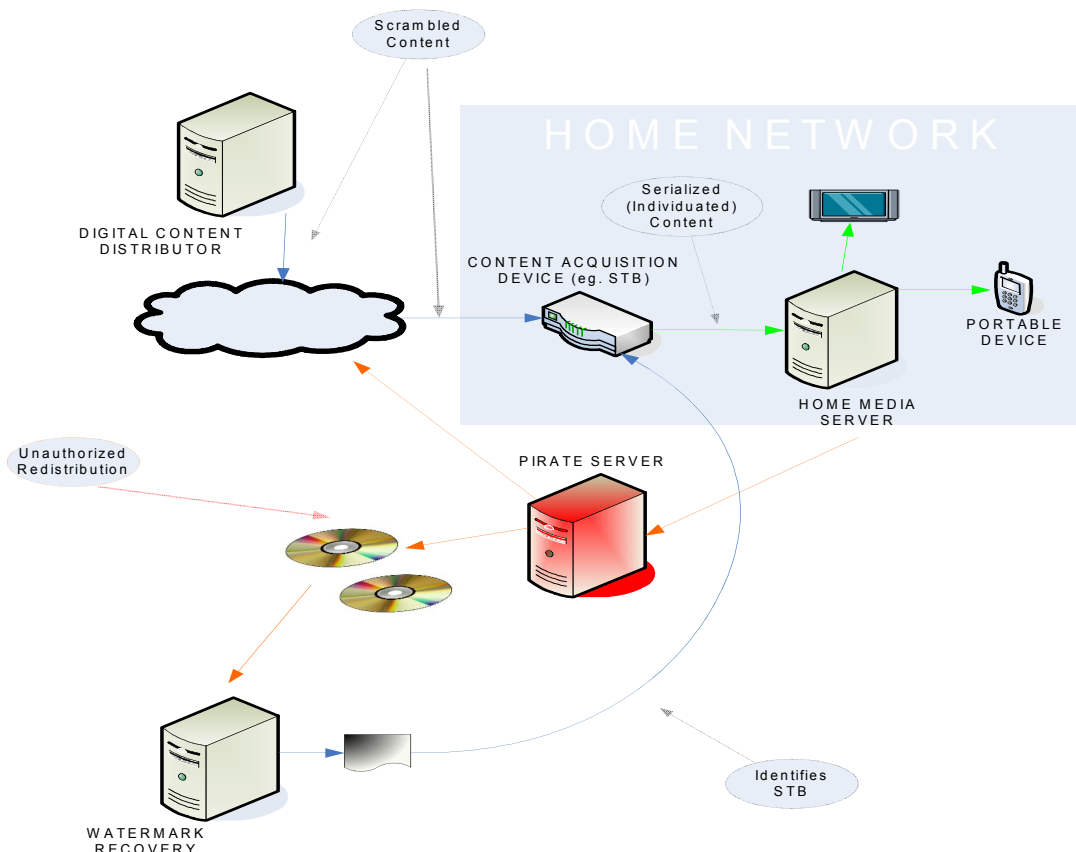 Scrambled
Content
HOME NETWORK
DIGITAL CONTENT
DISTRIBUTOR
Serialized
(Individuated)
Content
CONTENT ACQUISITION
DEVICE (eg. STB)
PORTABLE
DEVICE
HOME MEDIA
SERVER
Unauthorized
Redistribution
PIRATE SERVER
Identifies
STB
WATERMARK
RECOVERY